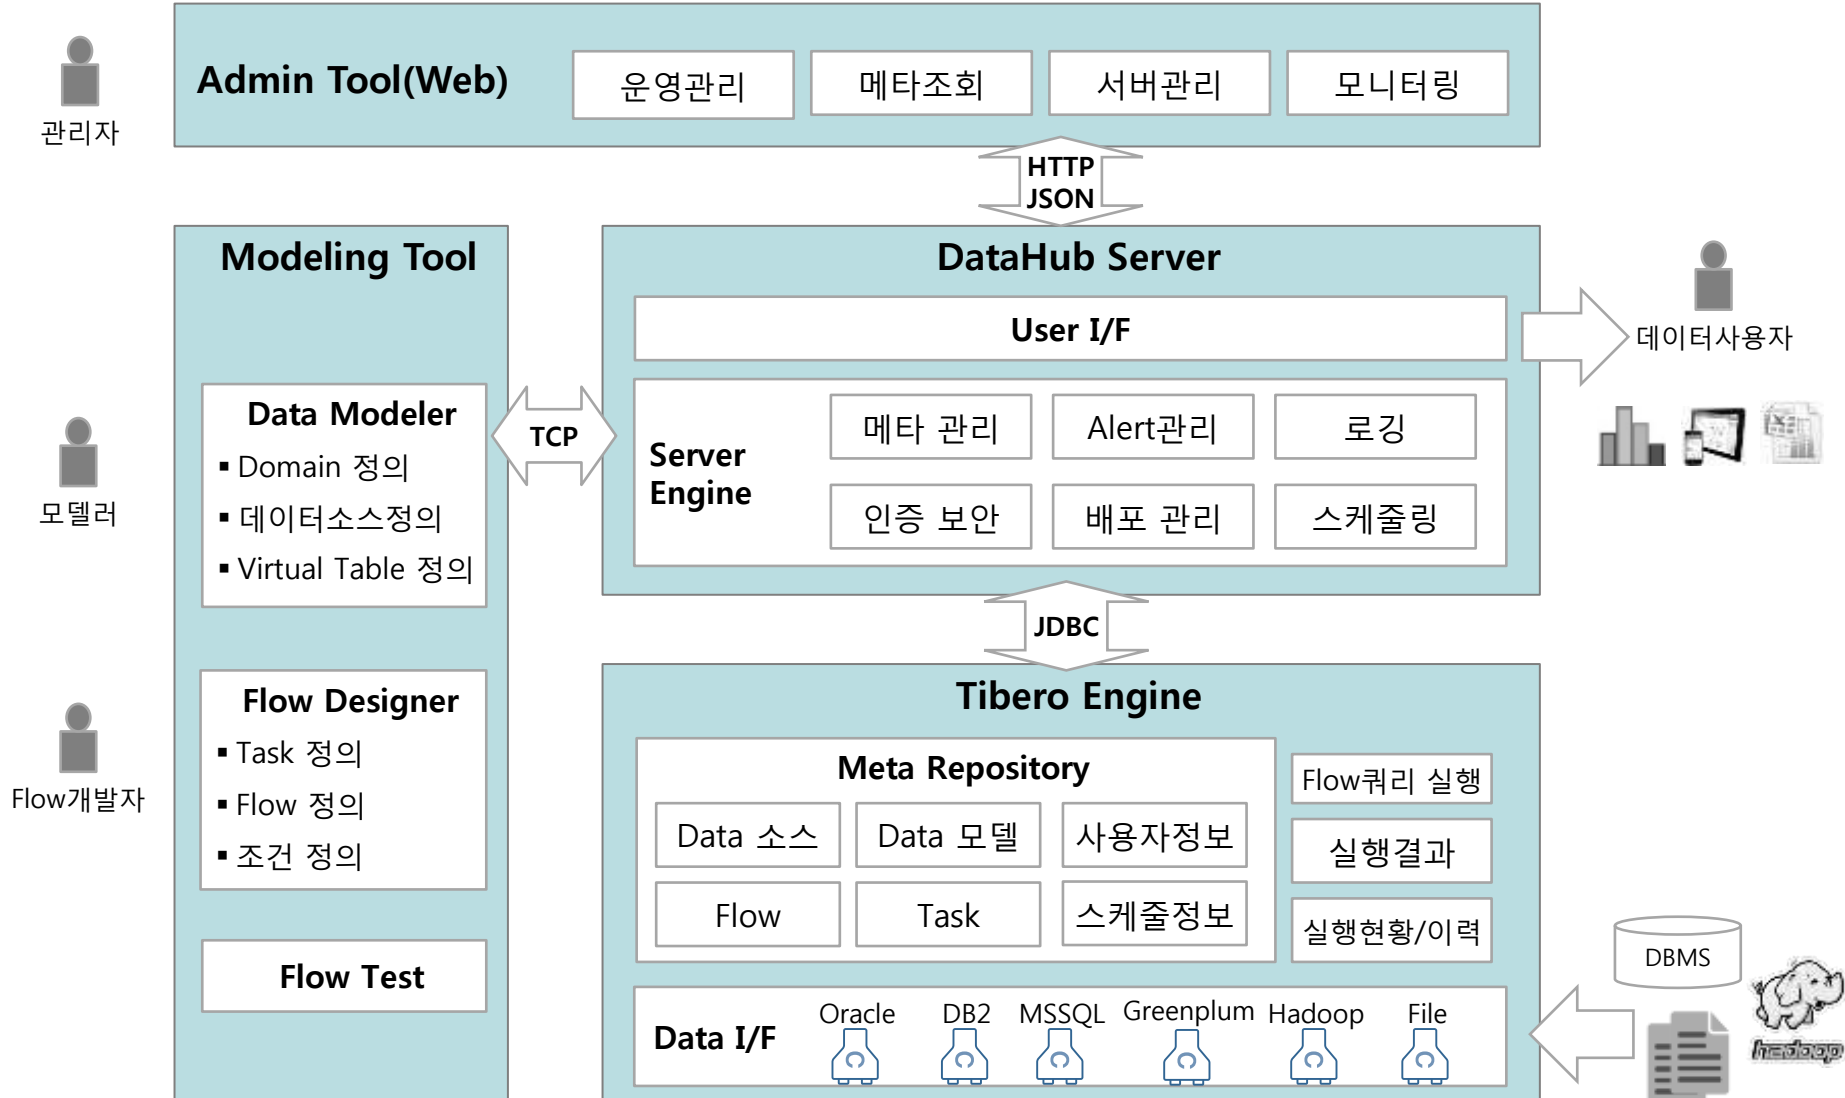 Admin Tool(Web)
운영관리
메타조회
서버관리
모니터링
관리자
HTTP
JSON
Modeling Tool
Data Modeler
▪ Domain 정의
▪ 데이터소스정의
▪ Virtual Table 정의
모델러
Flow Designer
▪ Task 정의
▪ Flow 정의
▪ 조건 정의
Flow개발자
Flow Test
TCP
DataHub Server
User I/F
데이터사용자
Server
Engine
메타 관리
Alert관리
로깅
인증 보안
배포 관리
스케줄링
JDBC
Tibero Engine
Meta Repository
Data 소스
Data 모델
사용자정보
Flow
Task
스케줄정보
Flow쿼리 실행
실행결과
실행현황/이력
Data I/F
Oracle
DB2
MSSQL
Greenplum
Hadoop
File
DBMS
hadoop